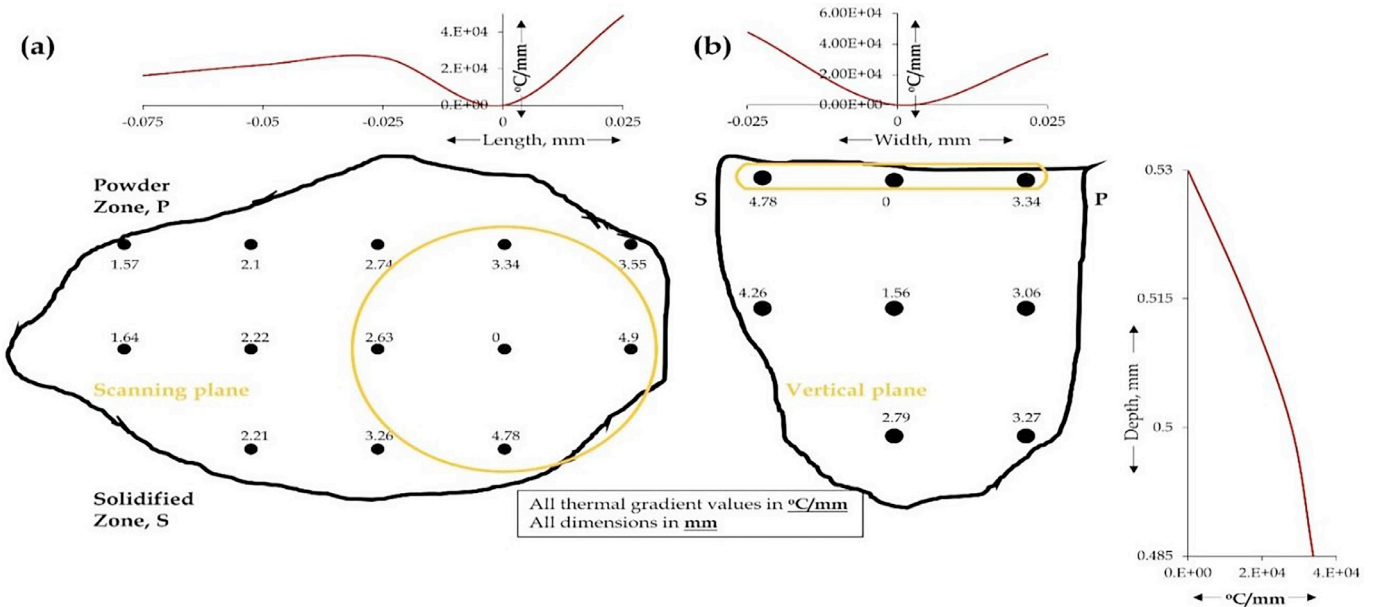 (a)
4.E+04
2.E+04
0.E+00
°C/mm
-0.075
-0.05
-0.025
0
0.025
Length, mm
(b)
6.00E+04
4.00E+04
2.00E+04
0.00E+00
°C/mm
-0.025
0
0.025
Width, mm
Powder
Zone, P
1.57
2.1
2.74
3.34
3.55
1.64
2.22
2.63
0
4.9
Scanning plane
2.21
3.26
4.78
Solidified
Zone, S
S
P
4.78
0
3.34
4.26
1.56
3.06
Vertical plane
2.79
3.27
All thermal gradient values in °C/mm
All dimensions in mm
0.53
0.515
0.5
0.485
Depth, mm
0.E+00
2.E+04
4.E+04
°C/mm